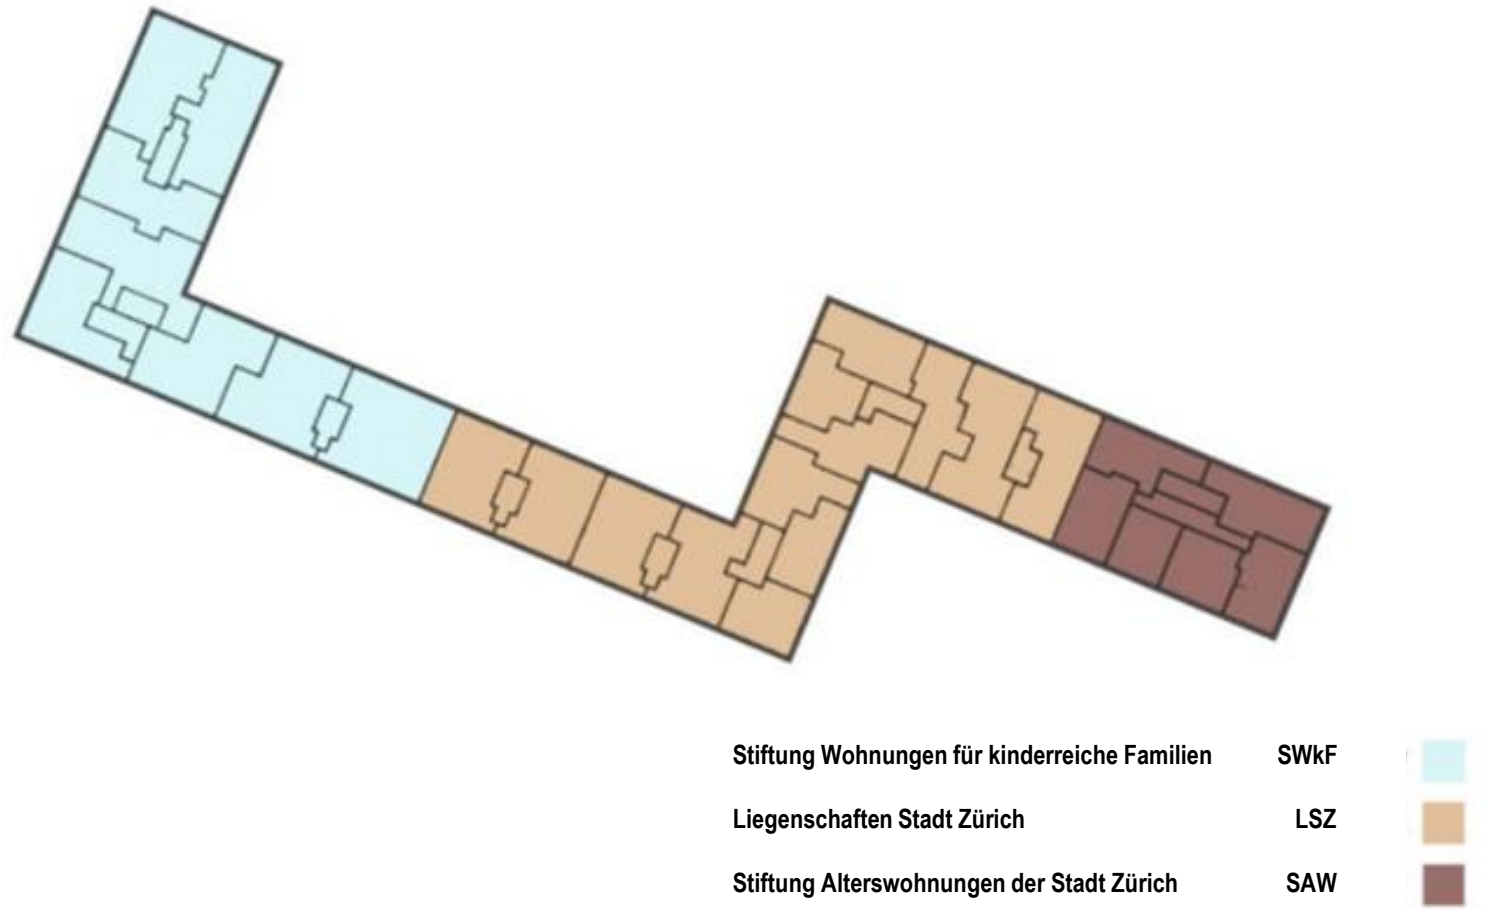 Stiftung Wohnungen für kinderreiche Familien SWkF
Liegenschaften Stadt Zürich LSZ
Stiftung Alterswohnungen der Stadt Zürich SAW